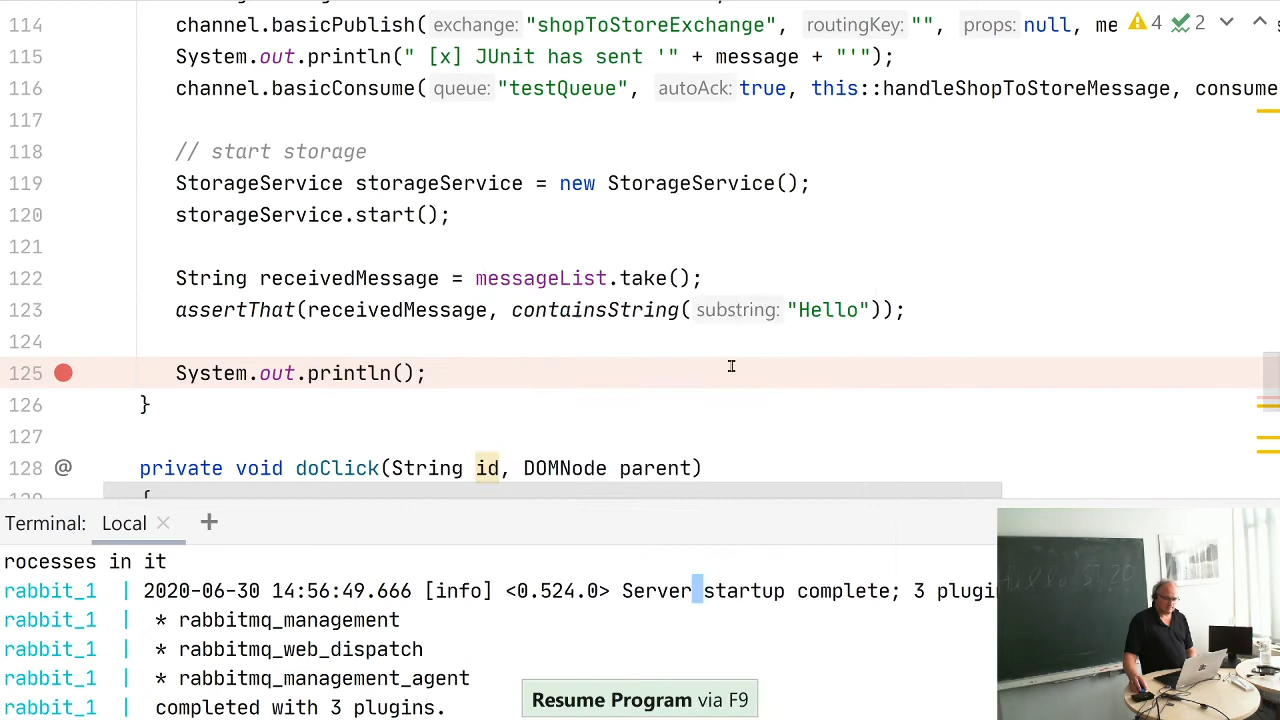 114 channel.basicPublish( exchange: "shopToStoreExchange", routingKey: "", props: null, me 4 2
115 System.out.println(" [x] JUnit has sent '" + message + "'");
116 channel.basicConsume( queue: "testQueue", autoAck: true, this::handleShopToStoreMessage, consume
117
118 // start storage
119 StorageService storageService = new StorageService();
120 storageService.start();
121
122 String receivedMessage = messageList.take();
123 assertThat(receivedMessage, containsString( substring: "Hello"));
124
125 System.out.println();
126 }
127
128 @ private void doClick(String id, DOMNode parent)
{
Terminal: Local × +
rocesses in it
rabbit_1 | 2020-06-30 14:56:49.666 [info] <0.524.0> Server startup complete; 3 plugin
rabbit_1 | * rabbitmq_management
rabbit_1 | * rabbitmq_web_dispatch
rabbit_1 | * rabbitmq_management_agent
rabbit_1 | completed with 3 plugins.
Resume Program via F9